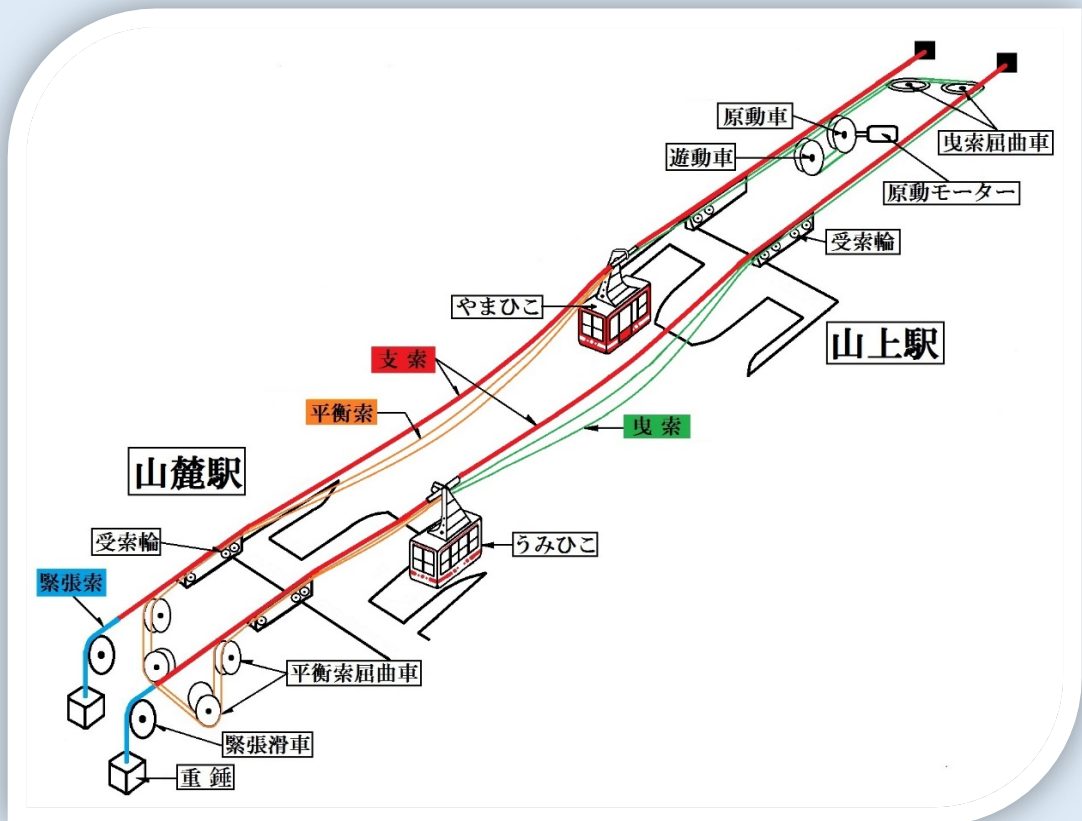 原動車
曳索屈曲車
遊動車
原動モーター
受索輪
やまひこ
山上駅
支索
平衡索
曳索
山麓駅
受索輪
うみひこ
緊張索
平衡索屈曲車
緊張滑車
重錘